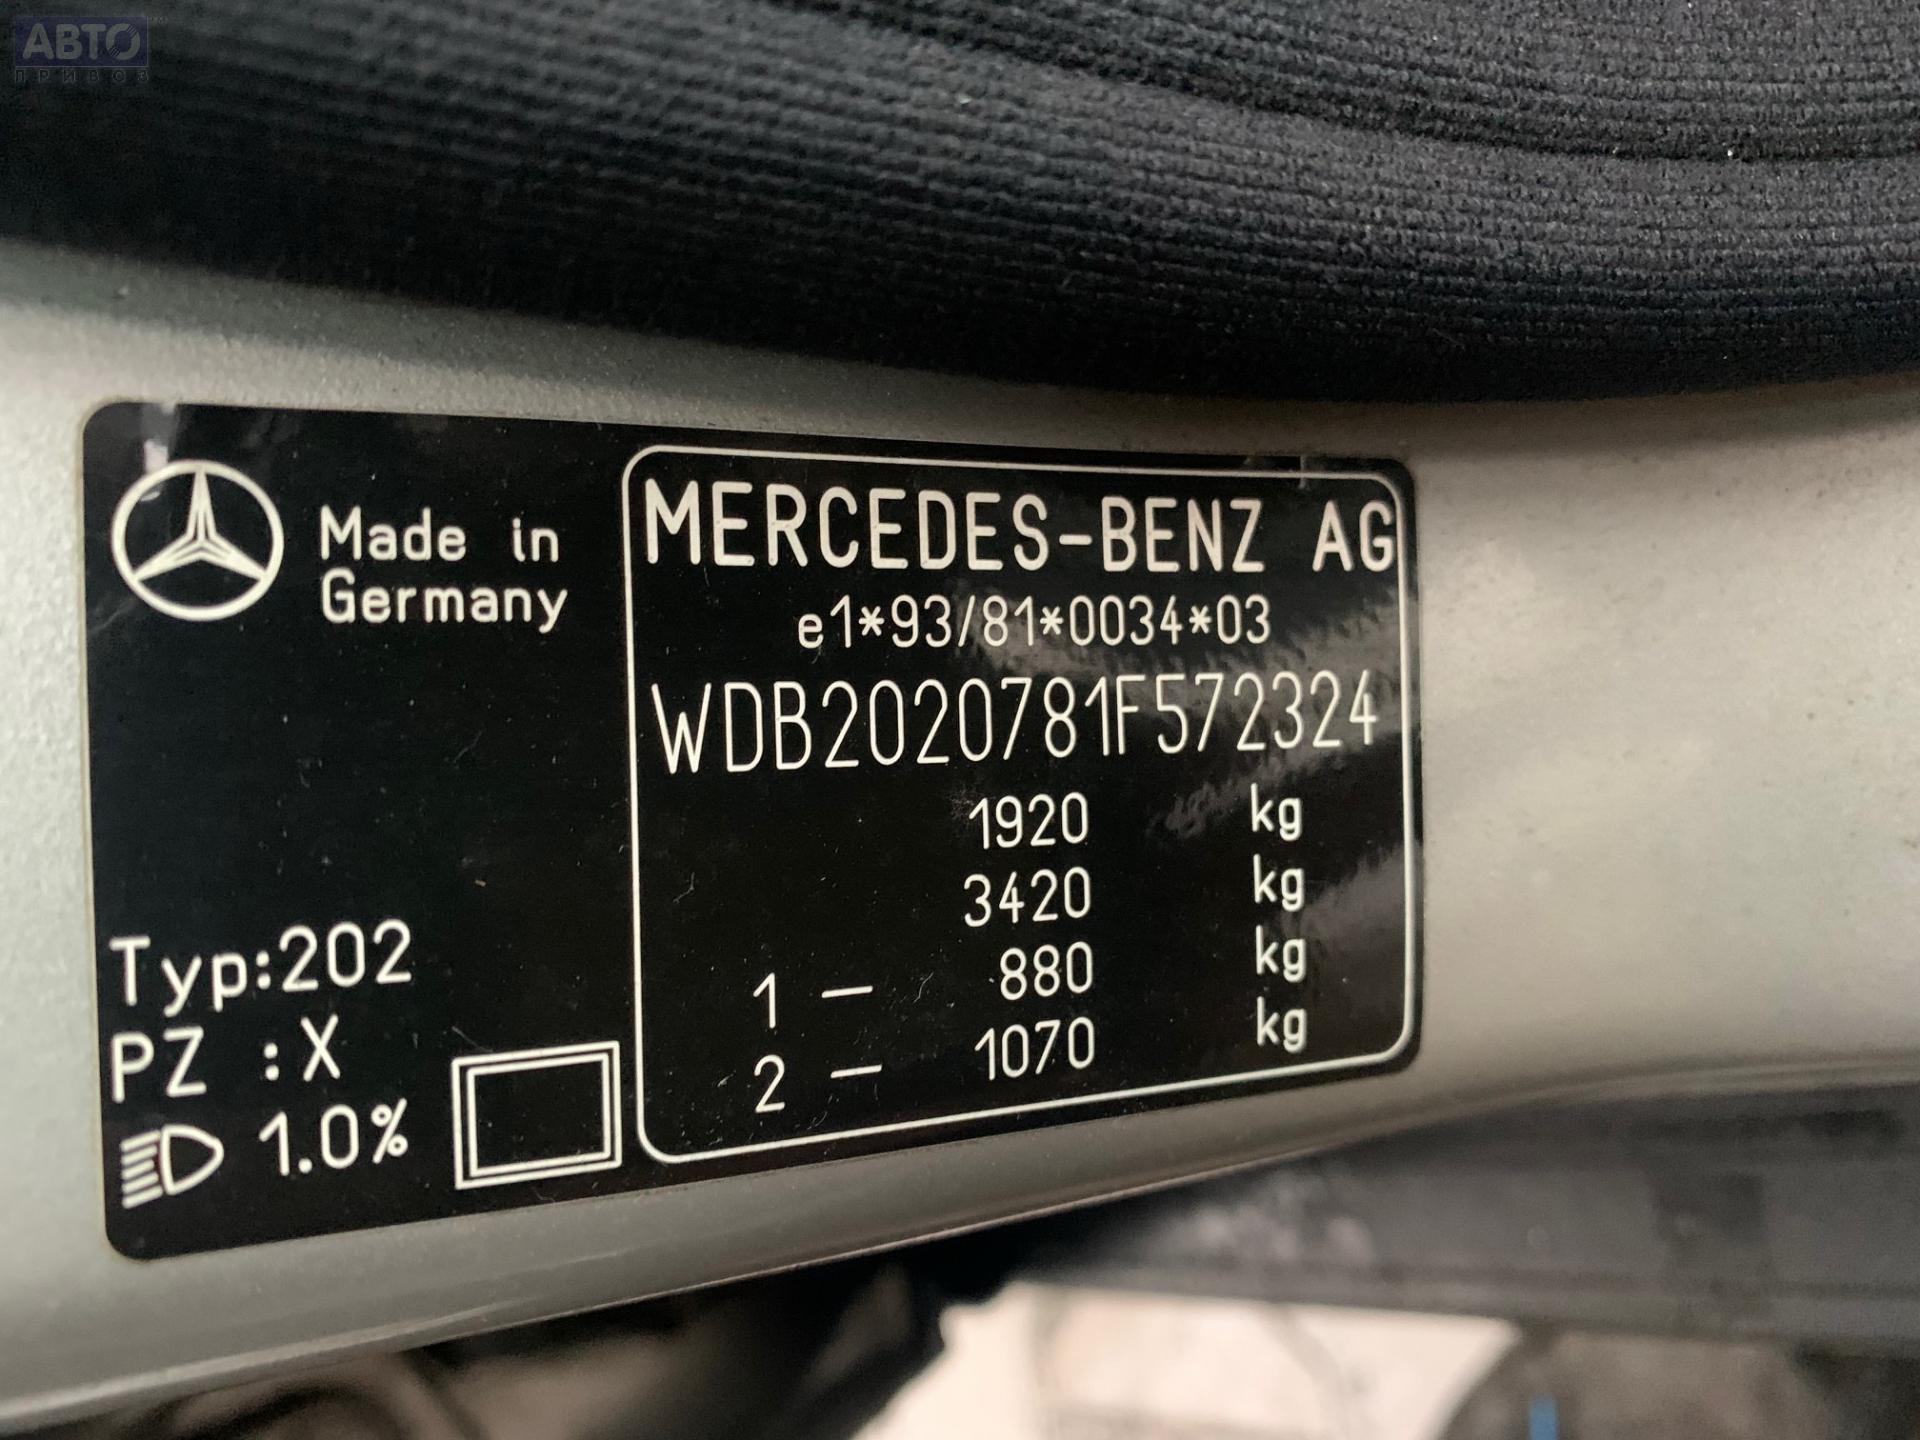 АВТО
ПРИВОЗ
Made in
Germany
Typ:202
PZ :X
1.0%
MERCEDES-BENZ AG
e1*93/81*0034*03
WDB2020781F572324
1920 kg
3420 kg
1 — 880 kg
2 — 1070 kg